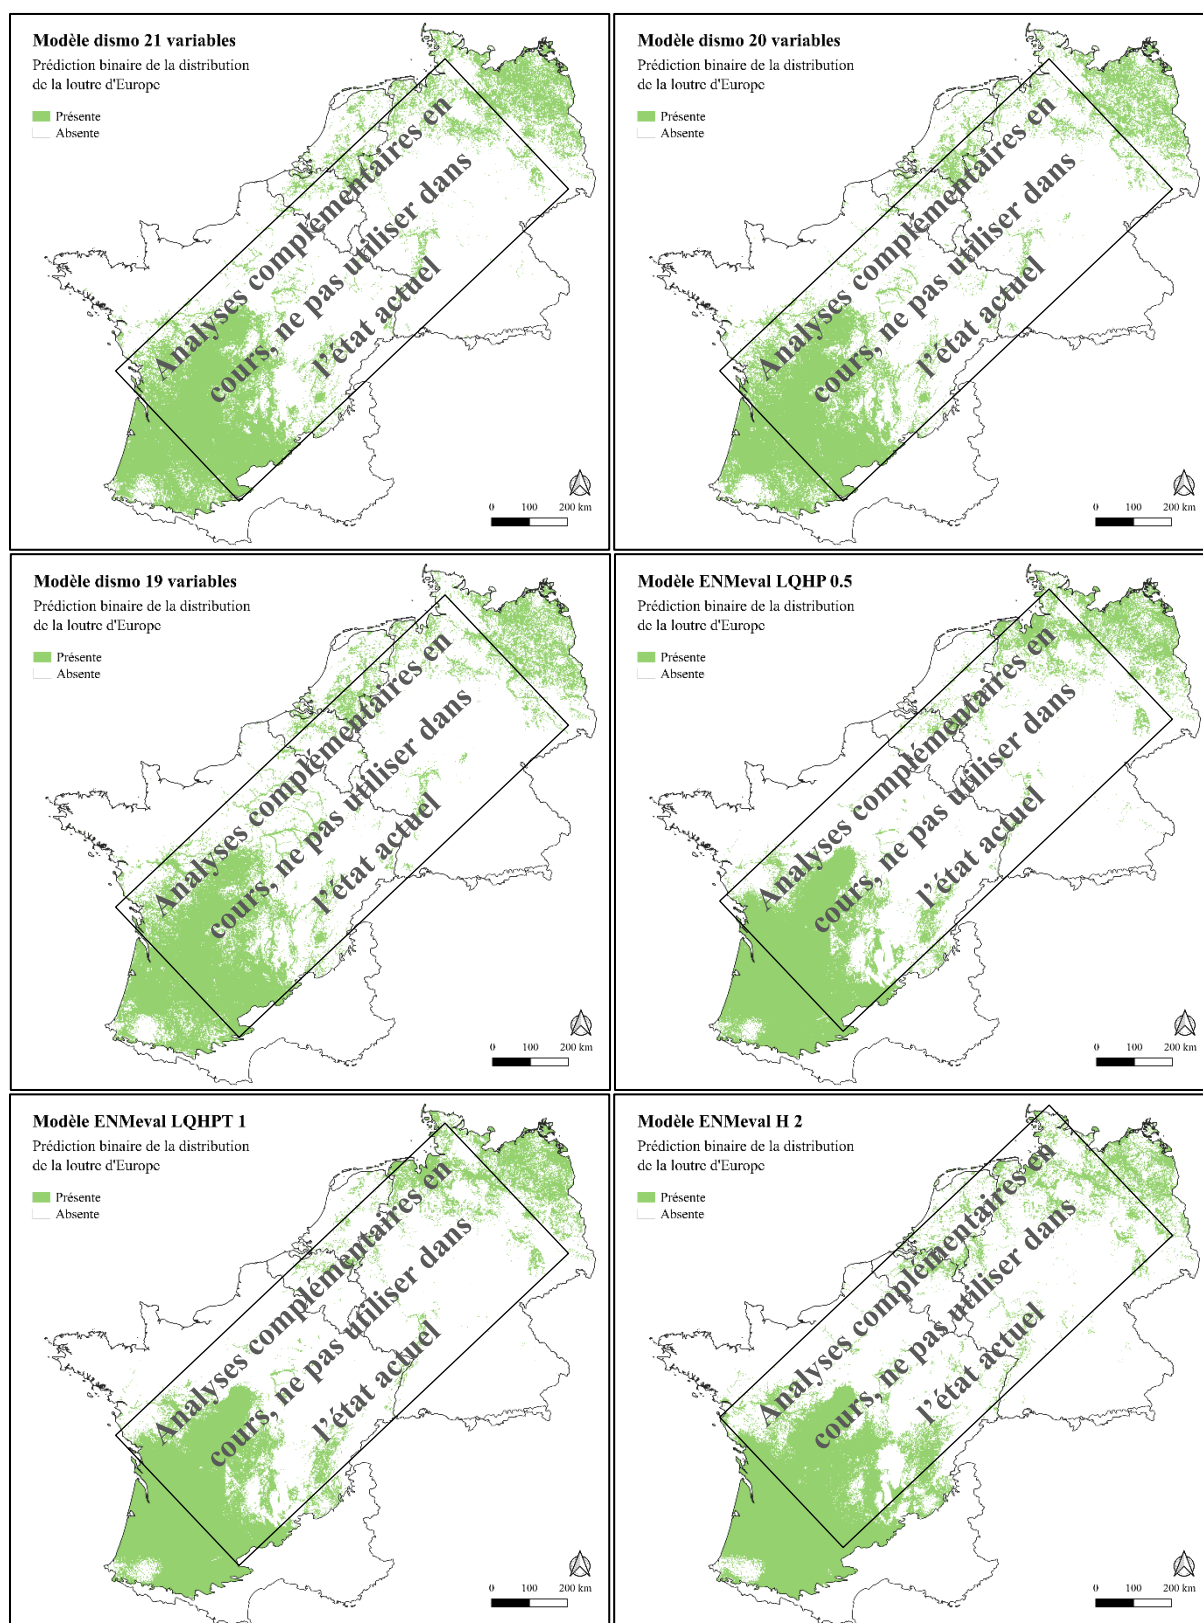 Modèle dismo 21 variables
Prédiction binaire de la distribution
de la loutre d'Europe
Présente
Absente
Analyses complémentaires en
cours, ne pas utiliser dans
l'état actuel
0 100 200 km
Modèle dismo 20 variables
Prédiction binaire de la distribution
de la loutre d'Europe
Présente
Absente
Analyses complémentaires en
cours, ne pas utiliser dans
l'état actuel
0 100 200 km
Modèle dismo 19 variables
Prédiction binaire de la distribution
de la loutre d'Europe
Présente
Absente
Analyses complémentaires en
cours, ne pas utiliser dans
l'état actuel
0 100 200 km
Modèle ENMeval LQHP 0.5
Prédiction binaire de la distribution
de la loutre d'Europe
Présente
Absente
Analyses complémentaires en
cours, ne pas utiliser dans
l'état actuel
0 100 200 km
Modèle ENMeval LQHPT 1
Prédiction binaire de la distribution
de la loutre d'Europe
Présente
Absente
Analyses complémentaires en
cours, ne pas utiliser dans
l'état actuel
0 100 200 km
Modèle ENMeval H 2
Prédiction binaire de la distribution
de la loutre d'Europe
Présente
Absente
Analyses complémentaires en
cours, ne pas utiliser dans
l'état actuel
0 100 200 km